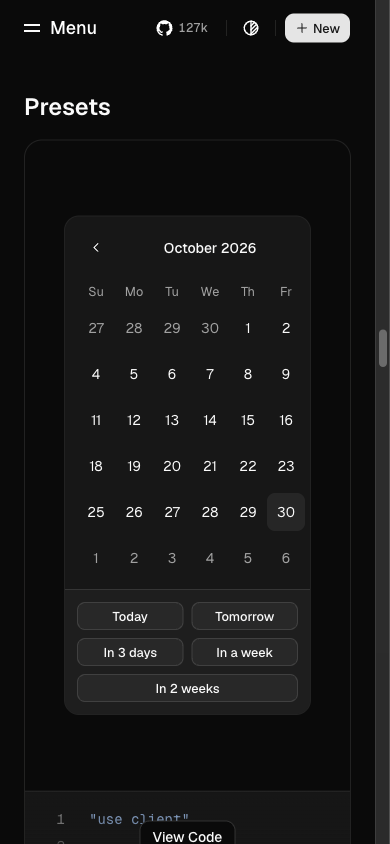 Menu 127k + New
Presets
October 2026
Su Mo Tu We Th Fr
27 28 29 30 1 2
4 5 6 7 8 9
11 12 13 14 15 16
18 19 20 21 22 23
25 26 27 28 29 30
1 2 3 4 5 6
Today Tomorrow
In 3 days In a week
In 2 weeks
1 "use client"
View Code